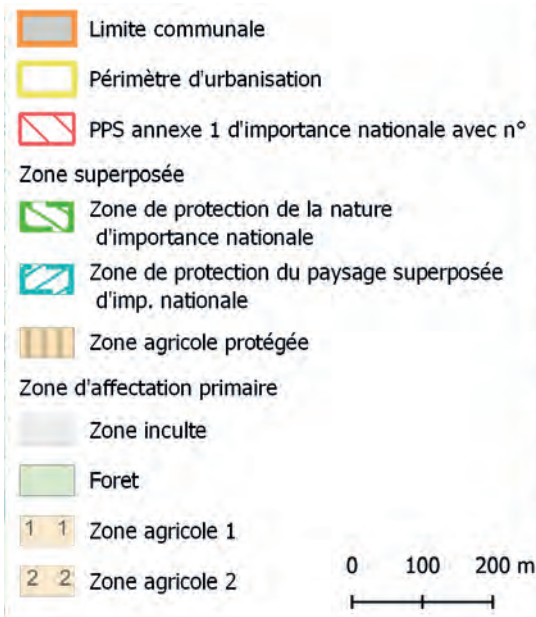 Limite communale
Périmètre d'urbanisation
PPS annexe 1 d'importance nationale avec n°
Zone superposée
Zone de protection de la nature
d'importance nationale
Zone de protection du paysage superposée
d'imp. nationale
Zone agricole protégée
Zone d'affectation primaire
Zone inculte
Foret
1 1 Zone agricole 1
2 2 Zone agricole 2
0 100 200 m